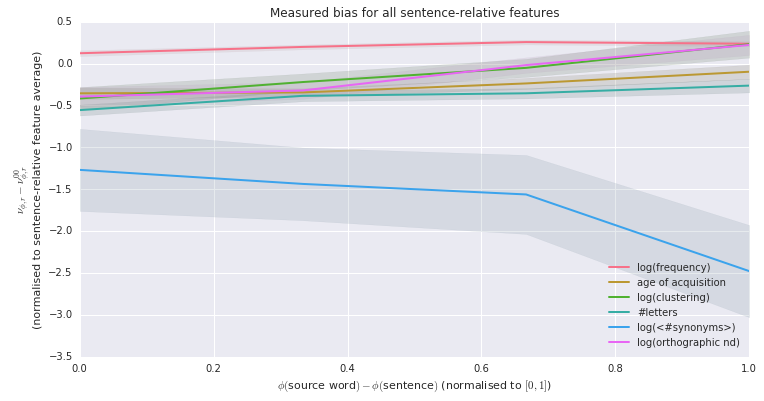 Measured bias for all sentence-relative features
ν_{ϕ,r} − ν^{00}_{ϕ,r}
(normalised to sentence-relative feature average)
0.5
0.0
−0.5
−1.0
−1.5
−2.0
−2.5
−3.0
−3.5
log(frequency)
age of acquisition
log(clustering)
#letters
log(<#synonyms>)
log(orthographic nd)
0.0 0.2 0.4 0.6 0.8 1.0
ϕ(source word) − ϕ(sentence) (normalised to [0, 1])